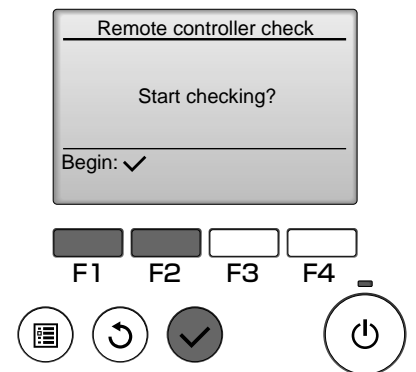 Remote controller check
Start checking?
Begin: ✓
F1 F2 F3 F4